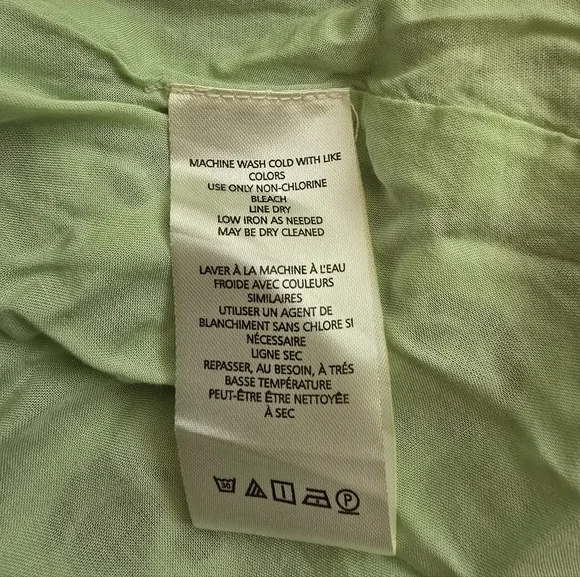 MACHINE WASH COLD WITH LIKE
COLORS
USE ONLY NON-CHLORINE
BLEACH
LINE DRY
LOW IRON AS NEEDED
MAY BE DRY CLEANED
LAVER À LA MACHINE À L'EAU
FROIDE AVEC COULEURS
SIMILAIRES
UTILISER UN AGENT DE
BLANCHIMENT SANS CHLORE SI
NÉCESSAIRE
LIGNE SEC
REPASSER, AU BESOIN, À TRÉS
BASSE TEMPÉRATURE
PEUT-ÊTRE ÊTRE NETTOYÉE
À SEC
30 P